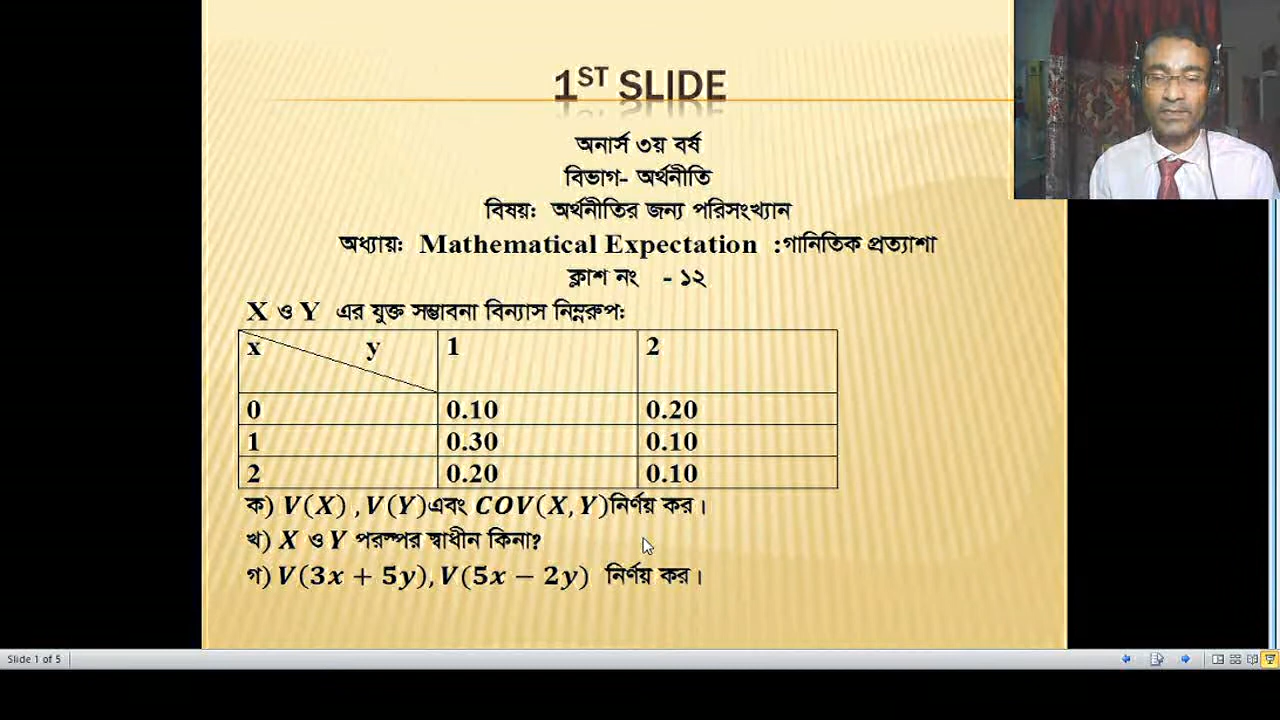 1ST SLIDE
অনার্স ৩য় বর্ষ
বিভাগ- অর্থনীতি
বিষয়: অর্থনীতির জন্য পরিসংখ্যান
অধ্যায়: Mathematical Expectation :গানিতিক প্রত্যাশা
ক্লাশ নং - ১২
X ও Y এর যুক্ত সম্ভাবনা বিন্যাস নিম্নরুপ:
x y 1 2
0 0.10 0.20
1 0.30 0.10
2 0.20 0.10
ক) V(X) , V(Y)এবং COV(X, Y)নির্ণয় কর।
খ) X ও Y পরস্পর স্বাধীন কিনা?
গ) V(3x + 5y), V(5x − 2y) নির্ণয় কর।
Slide 1 of 5